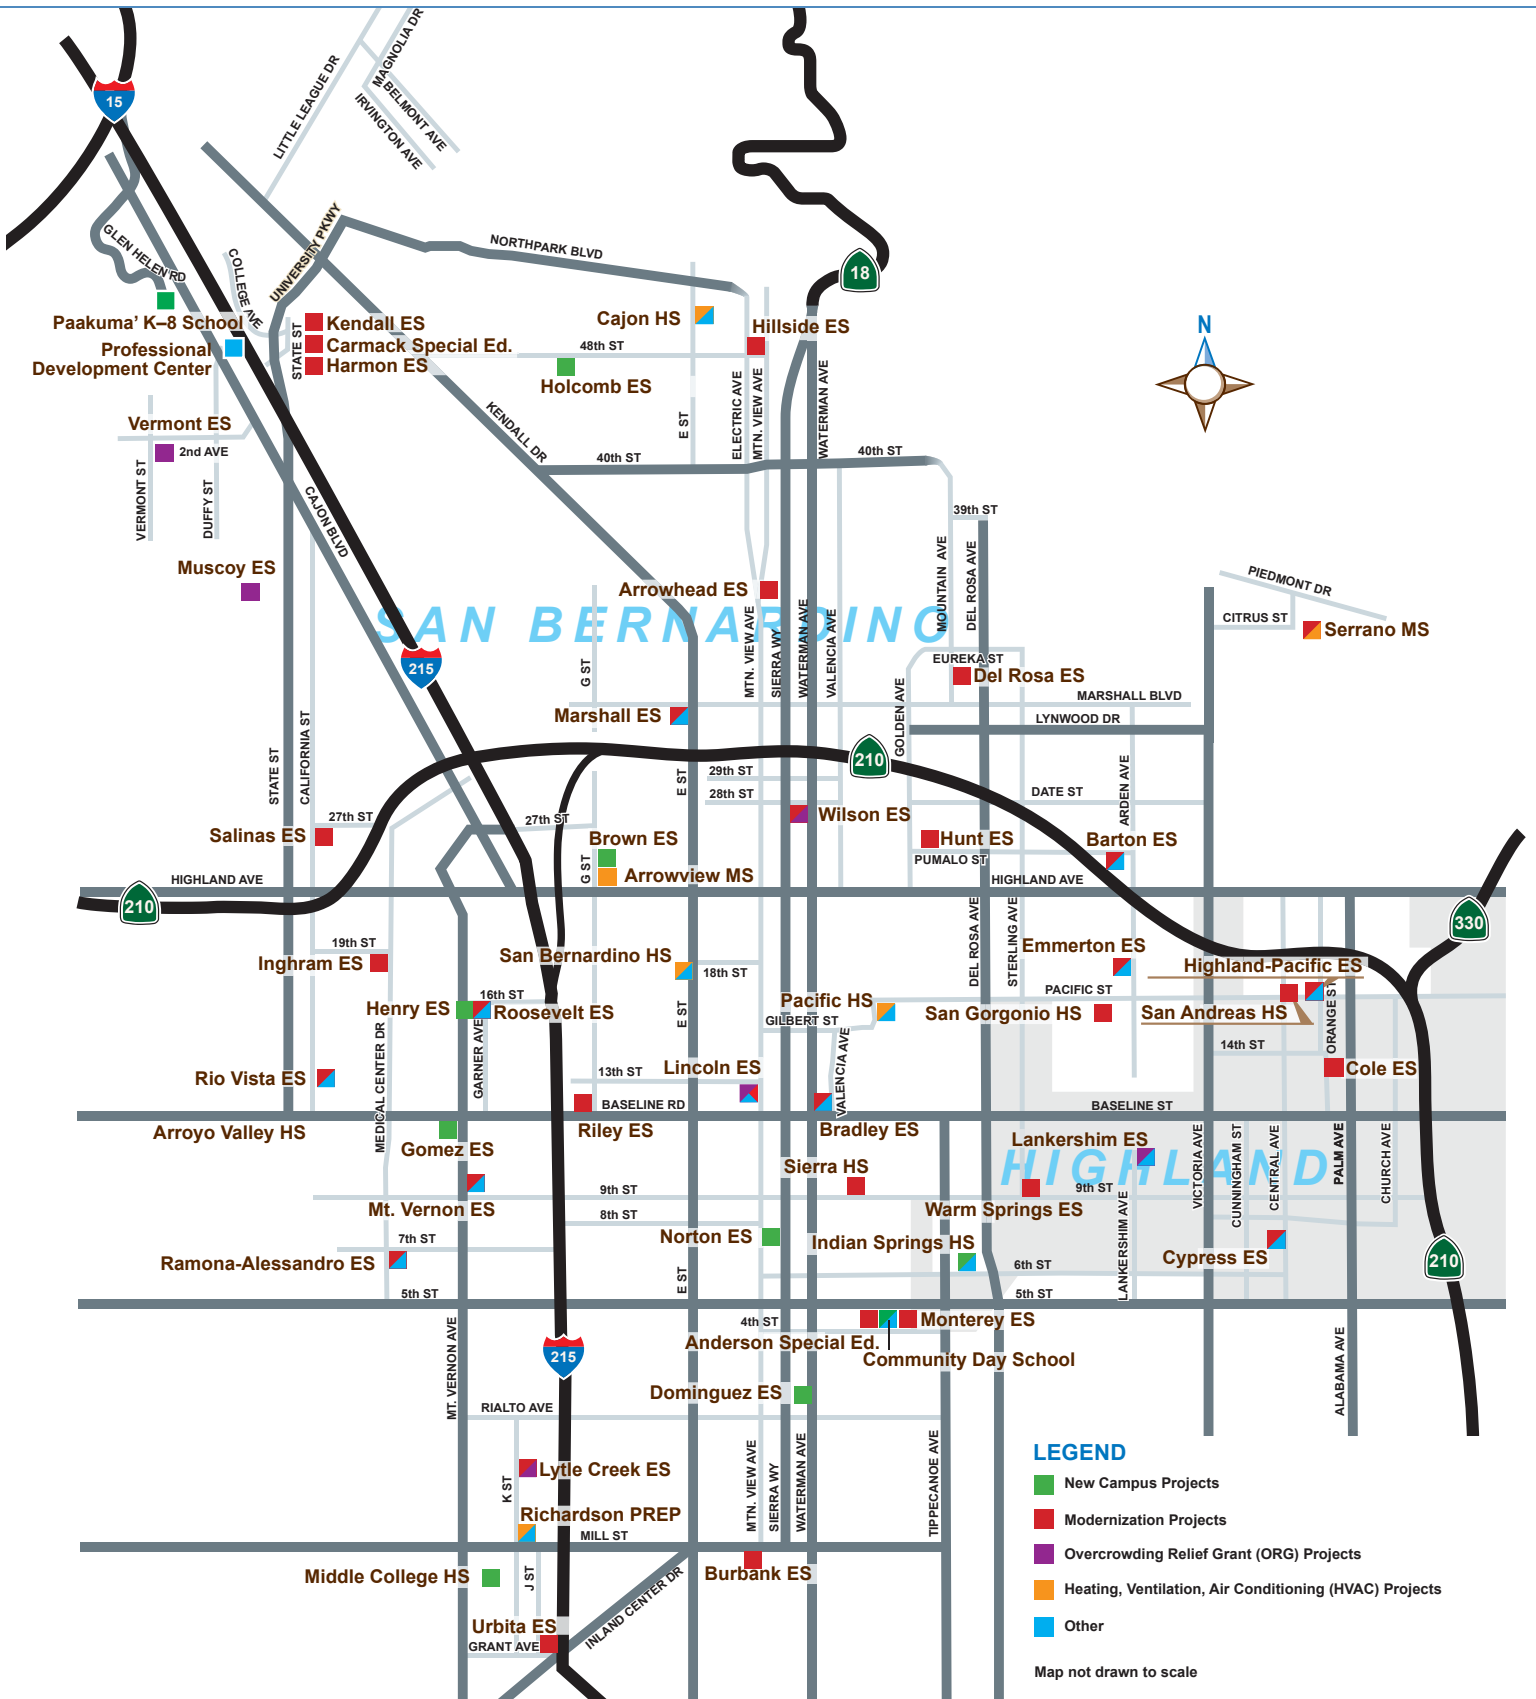 MAGNOLIA DR
LITTLE LEAGUE DR
BELMONT AVE
IRVINGTON AVE
15
GLEN HELEN RD
COLLEGE AVE
UNIVERSITY PKWY
NORTHPARK BLVD
18
N
Paakuma’ K–8 School
Professional
Development Center
STATE ST
Kendall ES
Carmack Special Ed.
Harmon ES
Cajon HS
Hillside ES
48th ST
Holcomb ES
E ST
ELECTRIC AVE
MTN. VIEW AVE
WATERMAN AVE
KENDALL DR
40th ST
40th ST
Vermont ES
2nd AVE
VERMONT ST
DUFFY ST
CAJON BLVD
39th ST
MOUNTAIN AVE
DEL ROSA AVE
Muscoy ES
Arrowhead ES
PIEDMONT DR
CITRUS ST
Serrano MS
SAN BERNARDINO
215
G ST
MTN. VIEW AVE
SIERRA WY
WATERMAN AVE
VALENCIA AVE
EUREKA ST
Del Rosa ES
MARSHALL BLVD
LYNWOOD DR
GOLDEN AVE
Marshall ES
STATE ST
CALIFORNIA ST
210
E ST
29th ST
28th ST
DATE ST
ARDEN AVE
Wilson ES
27th ST
27th ST
Salinas ES
Brown ES
Arrowview MS
G ST
Hunt ES
PUMALO ST
Barton ES
HIGHLAND AVE
HIGHLAND AVE
210
330
19th ST
Inghram ES
San Bernardino HS
18th ST
DEL ROSA AVE
STERLING AVE
Emmerton ES
Highland-Pacific ES
PACIFIC ST
San Andreas HS
San Gorgonio HS
Pacific HS
GILBERT ST
E ST
16th ST
Henry ES
Roosevelt ES
GARNER AVE
MEDICAL CENTER DR
VALENCIA AVE
14th ST
ORANGE ST
Cole ES
Rio Vista ES
13th ST
Lincoln ES
BASELINE RD
BASELINE ST
Riley ES
Bradley ES
Arroyo Valley HS
Gomez ES
Lankershim ES
HIGHLAND
VICTORIA AVE
CUNNINGHAM ST
CENTRAL AVE
PALM AVE
CHURCH AVE
Sierra HS
9th ST
9th ST
Mt. Vernon ES
Warm Springs ES
8th ST
7th ST
Norton ES
Indian Springs HS
Ramona-Alessandro ES
6th ST
LANKERSHIM AVE
Cypress ES
210
5th ST
5th ST
E ST
4th ST
Monterey ES
Anderson Special Ed.
Community Day School
215
MT. VERNON AVE
ALABAMA AVE
Dominguez ES
RIALTO AVE
Lytle Creek ES
K ST
MTN. VIEW AVE
SIERRA WY
WATERMAN AVE
TIPPECANOE AVE
Richardson PREP
MILL ST
Burbank ES
Middle College HS
J ST
INLAND CENTER DR
Urbita ES
GRANT AVE
LEGEND
New Campus Projects
Modernization Projects
Overcrowding Relief Grant (ORG) Projects
Heating, Ventilation, Air Conditioning (HVAC) Projects
Other
Map not drawn to scale